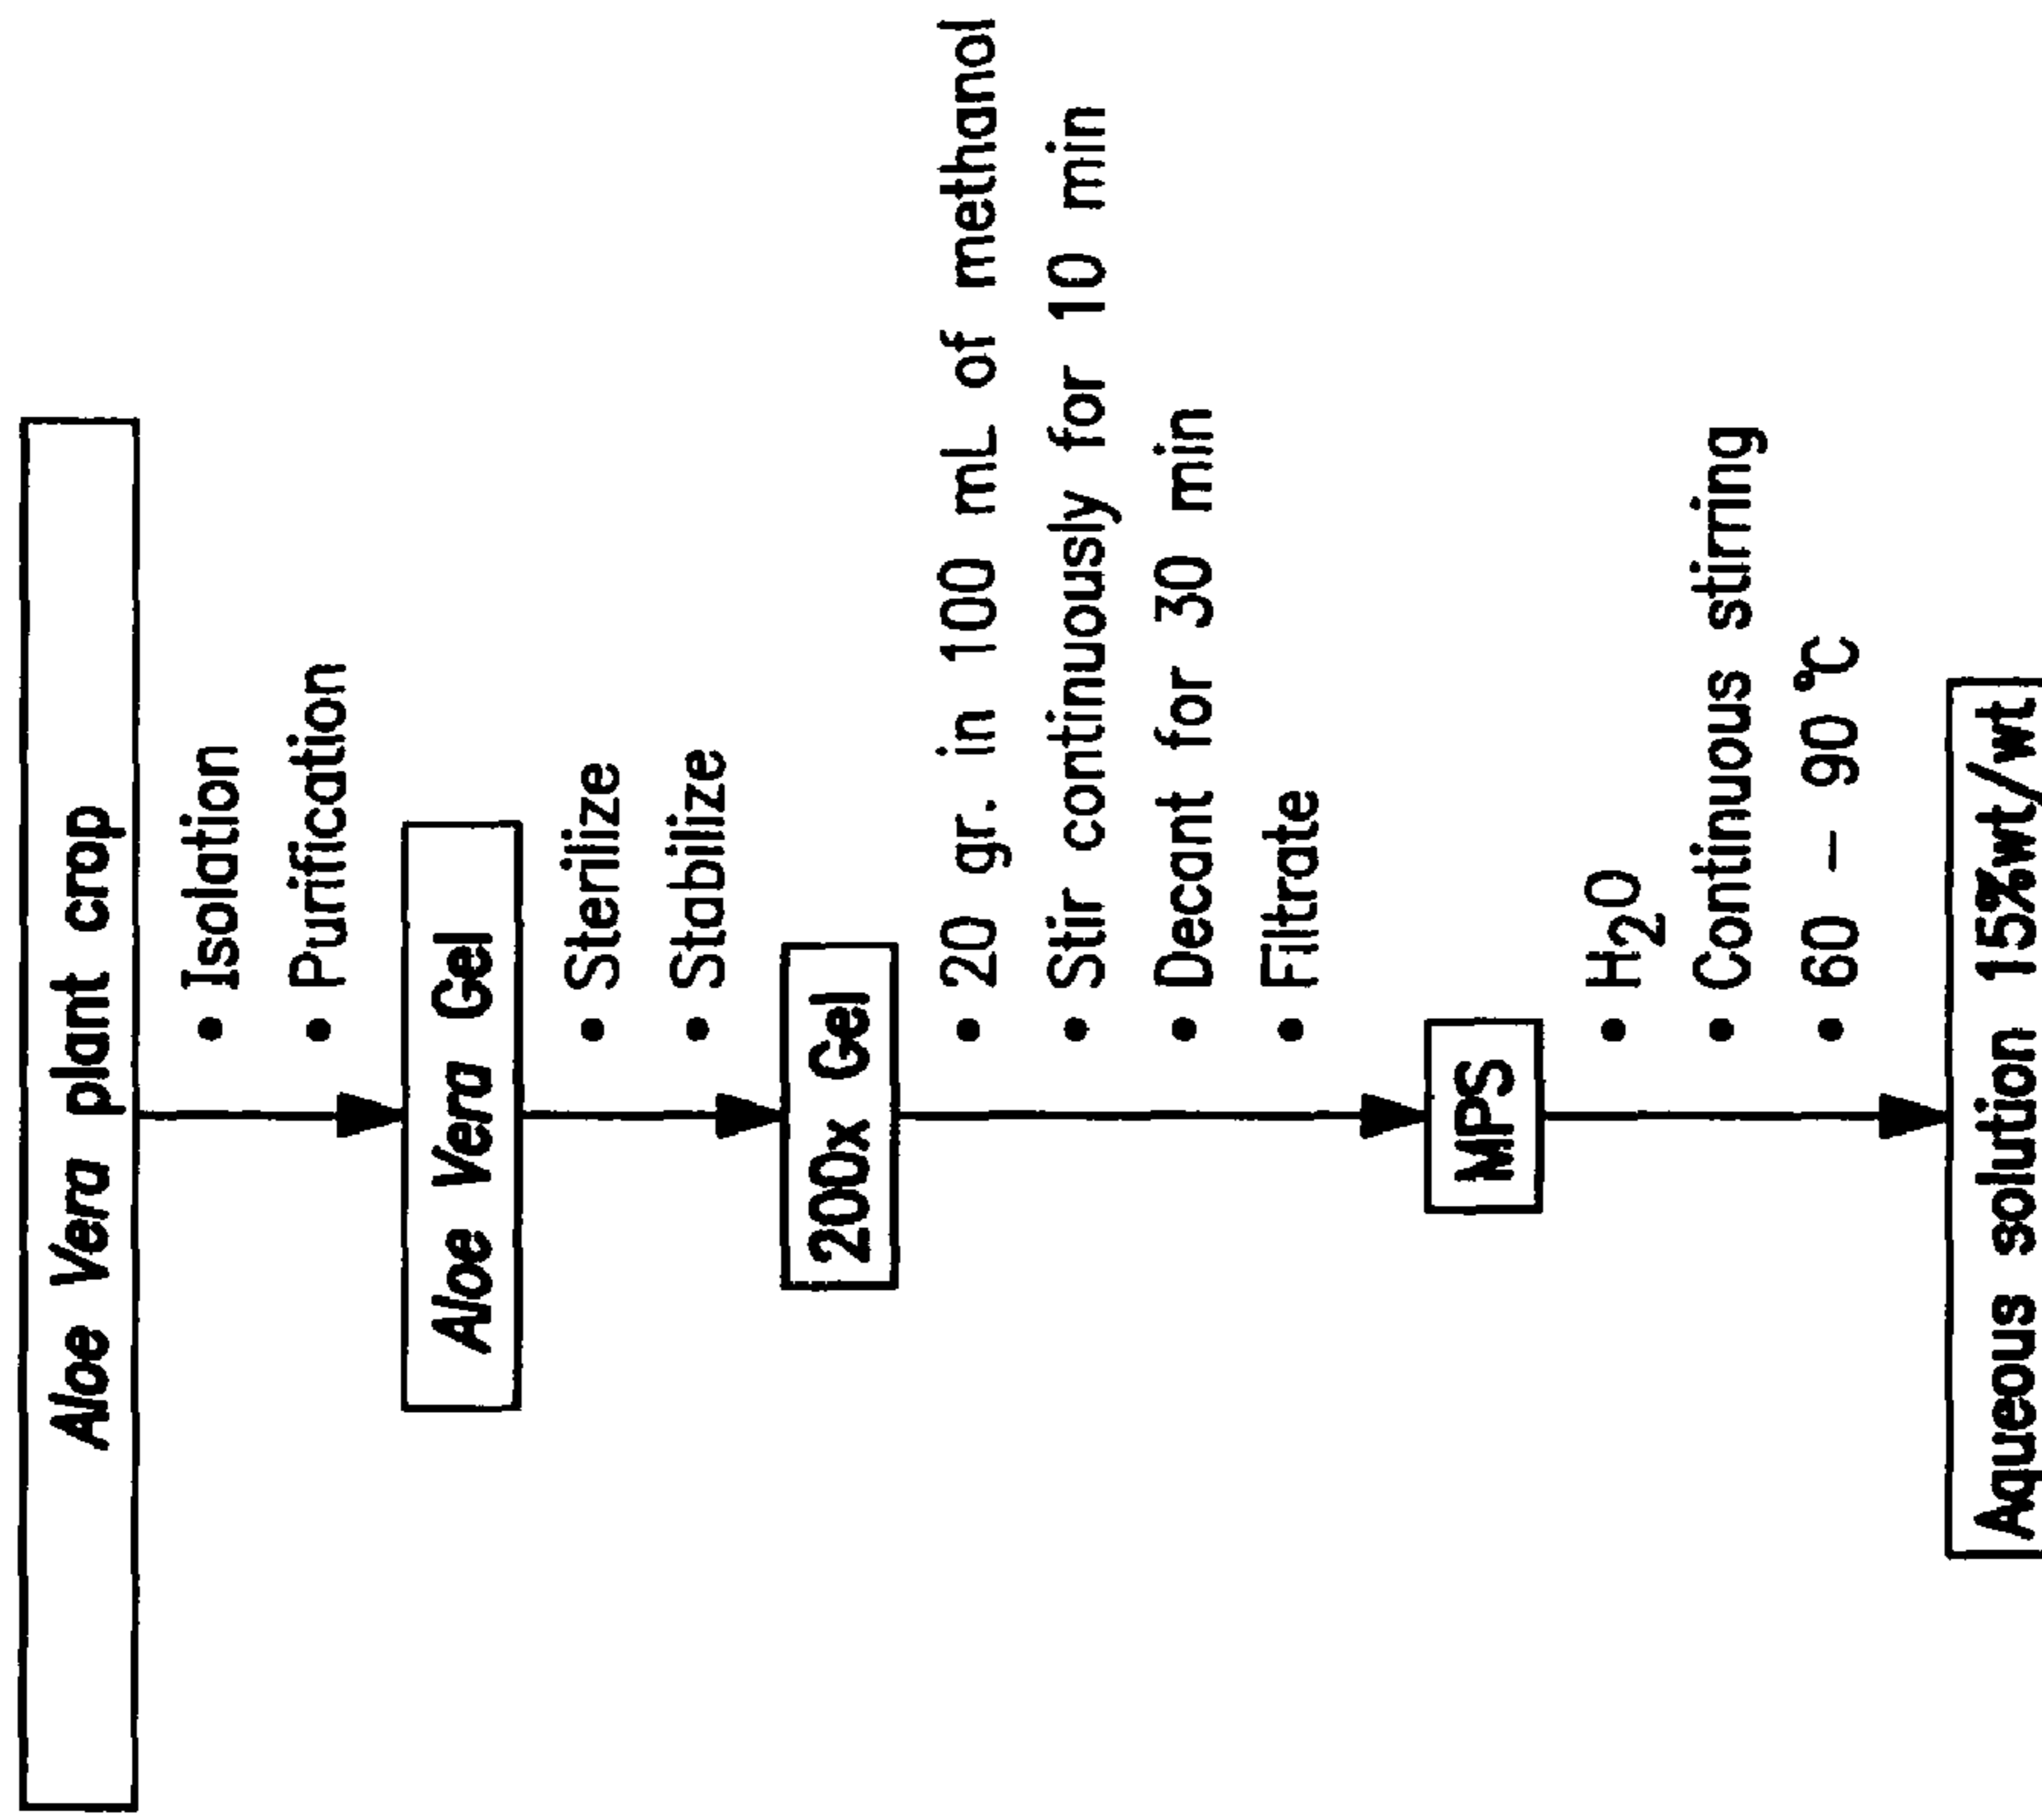 Aloe Vera plant crop
• Isolation
• Purification
Aloe Vera Gel
• Sterilize
• Stabilize
200x Gel
• 20 gr. in 100 mL of methanol
• Stir continuously for 10 min
• Decant for 30 min
• Filtrate
MPS
• H₂O
• Continuous stirring
• 60 – 90 °C
Aqueous solution 15%wt/wt